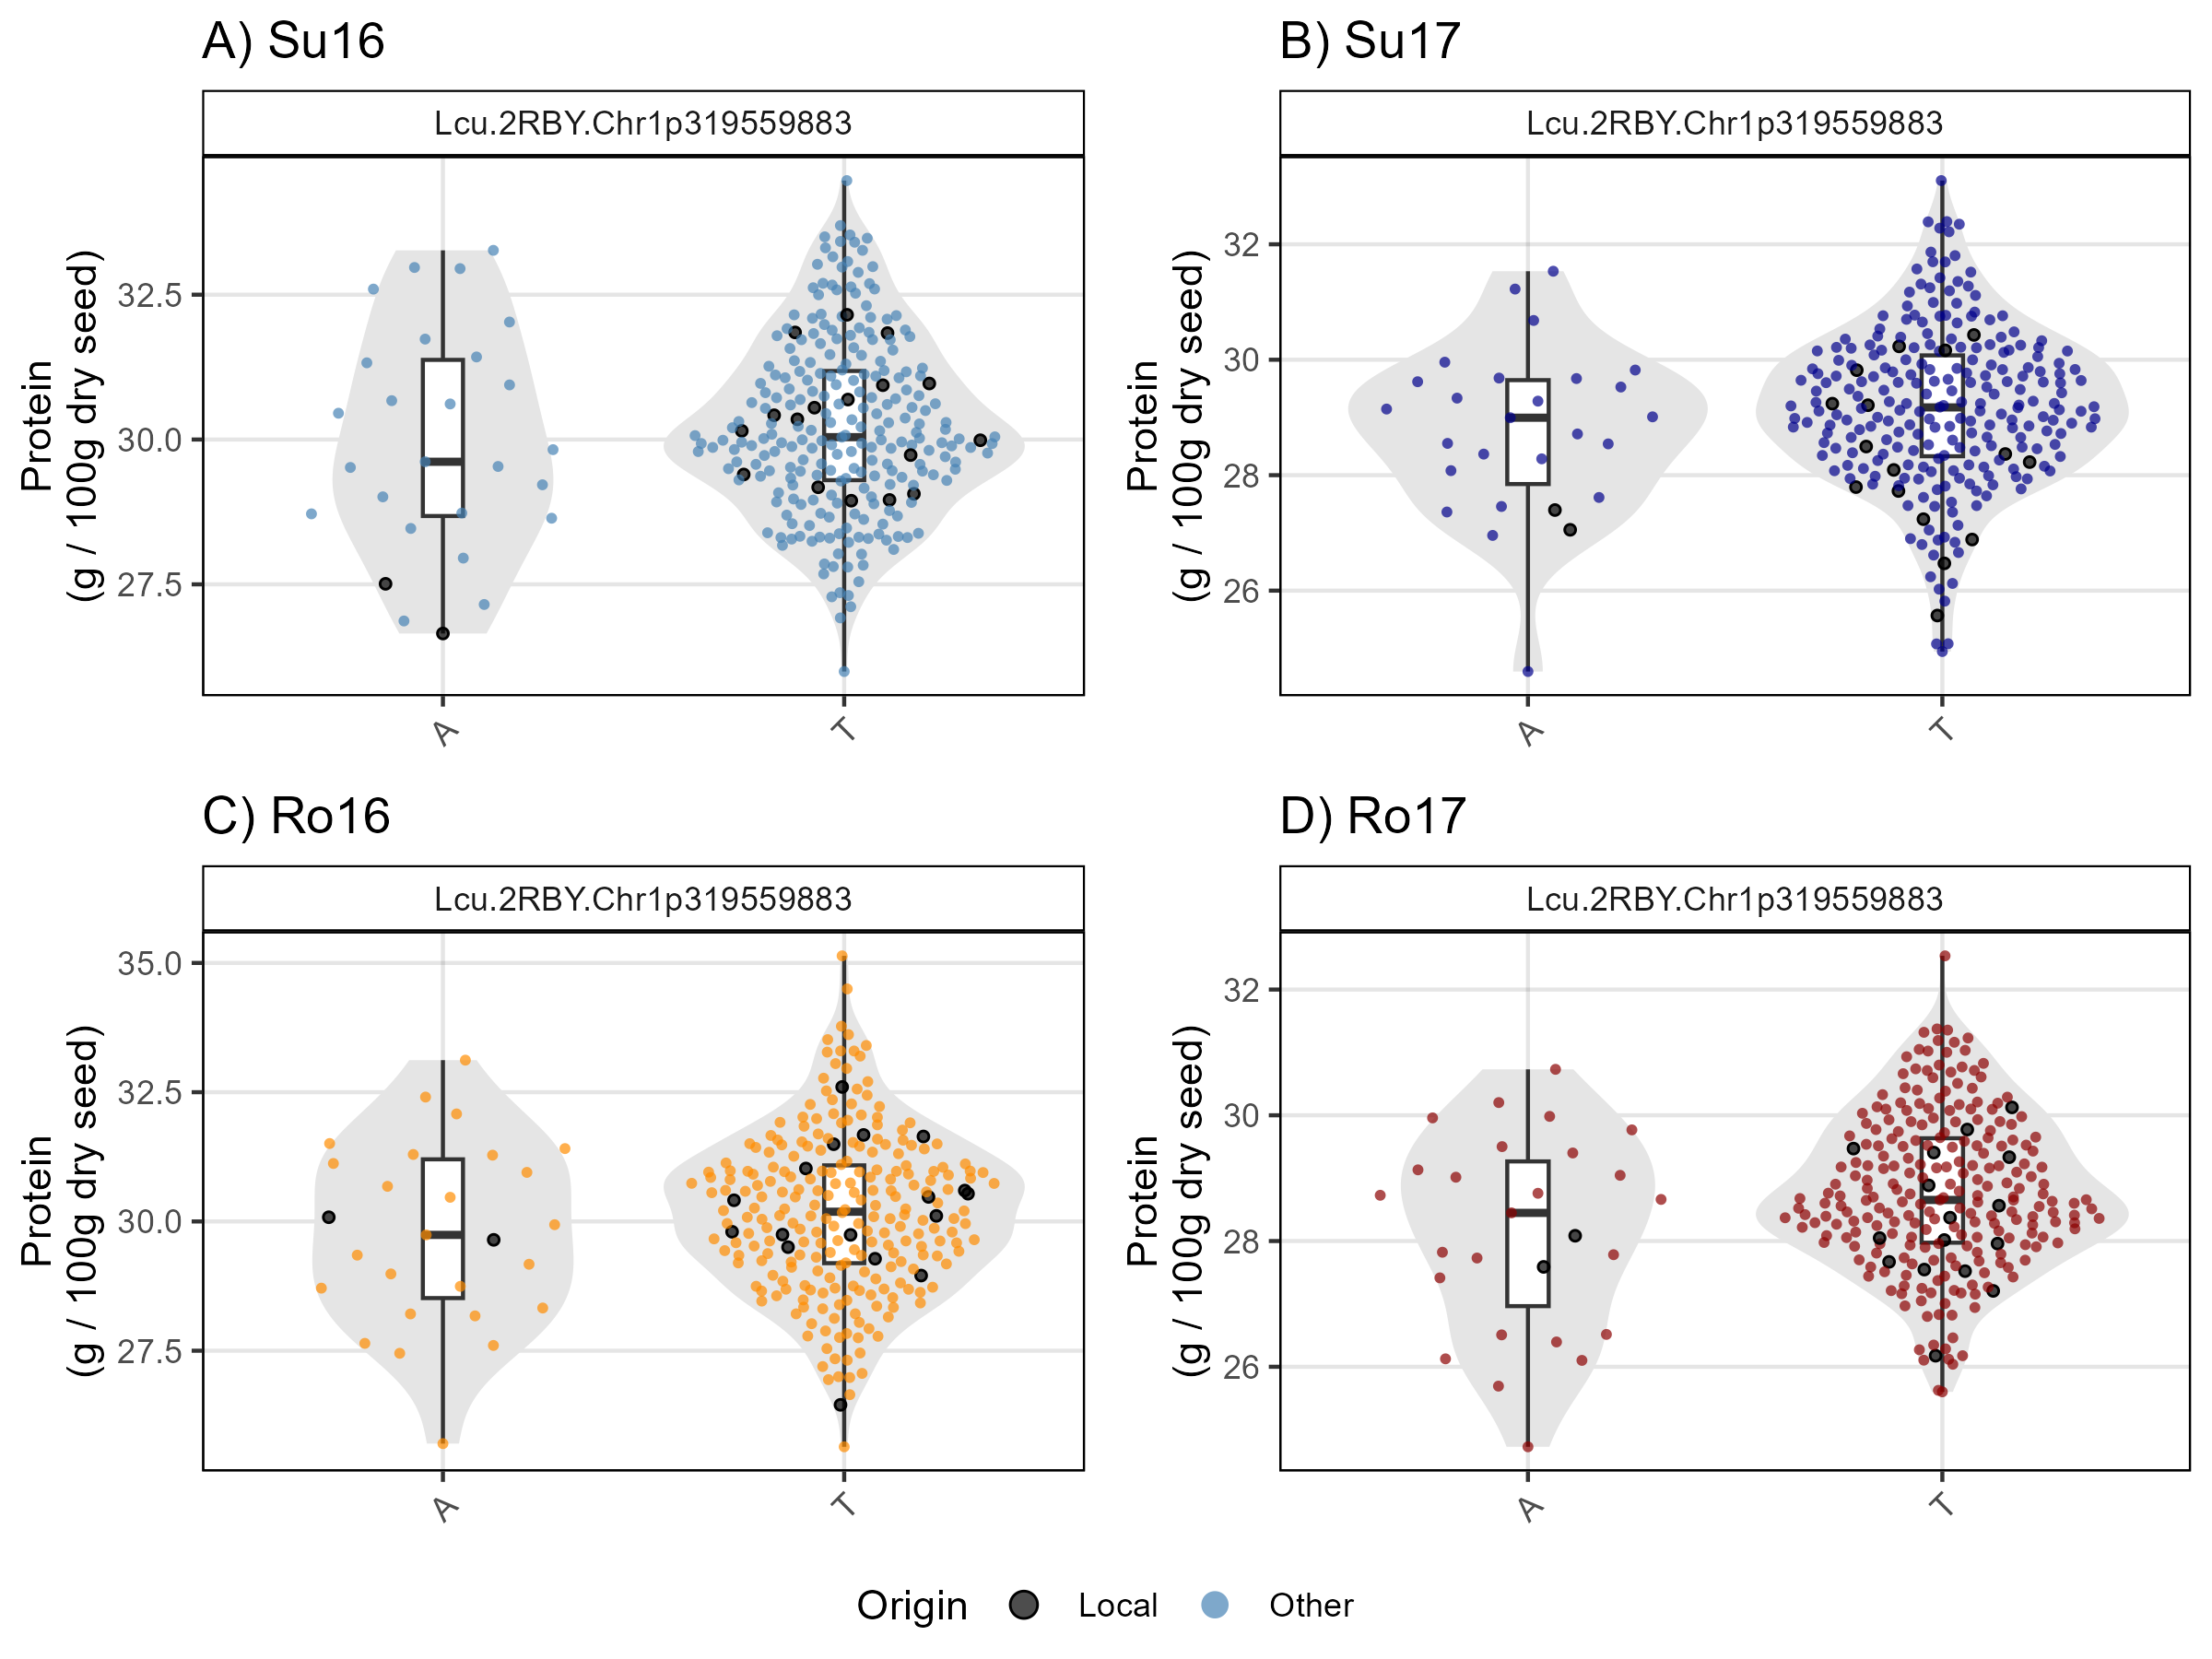 A) Su16
Lcu.2RBY.Chr1p319559883
Protein
(g / 100g dry seed)
32.5
30.0
27.5
A
T
B) Su17
Lcu.2RBY.Chr1p319559883
Protein
(g / 100g dry seed)
32
30
28
26
A
T
C) Ro16
Lcu.2RBY.Chr1p319559883
Protein
(g / 100g dry seed)
35.0
32.5
30.0
27.5
A
T
D) Ro17
Lcu.2RBY.Chr1p319559883
Protein
(g / 100g dry seed)
32
30
28
26
A
T
Origin Local Other